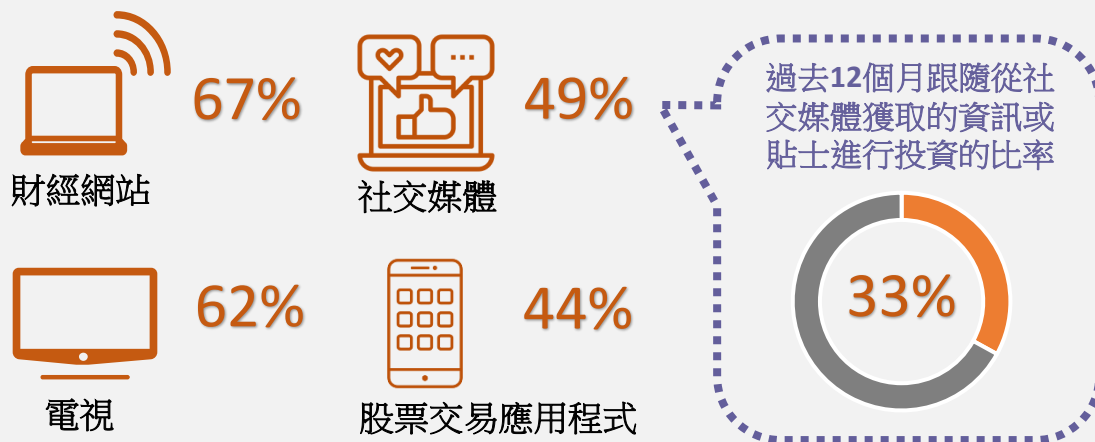 67%
財經網站
49%
社交媒體
62%
電視
44%
股票交易應用程式
過去12個月跟隨從社
交媒體獲取的資訊或
貼士進行投資的比率
33%